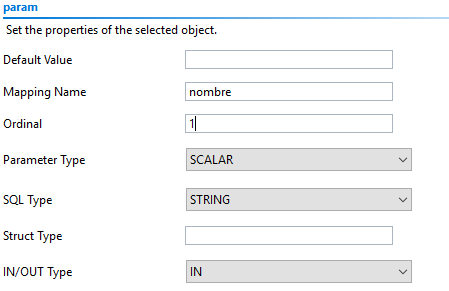 param
Set the properties of the selected object.
Default Value
Mapping Name nombre
Ordinal 1
Parameter Type SCALAR
SQL Type STRING
Struct Type
IN/OUT Type IN